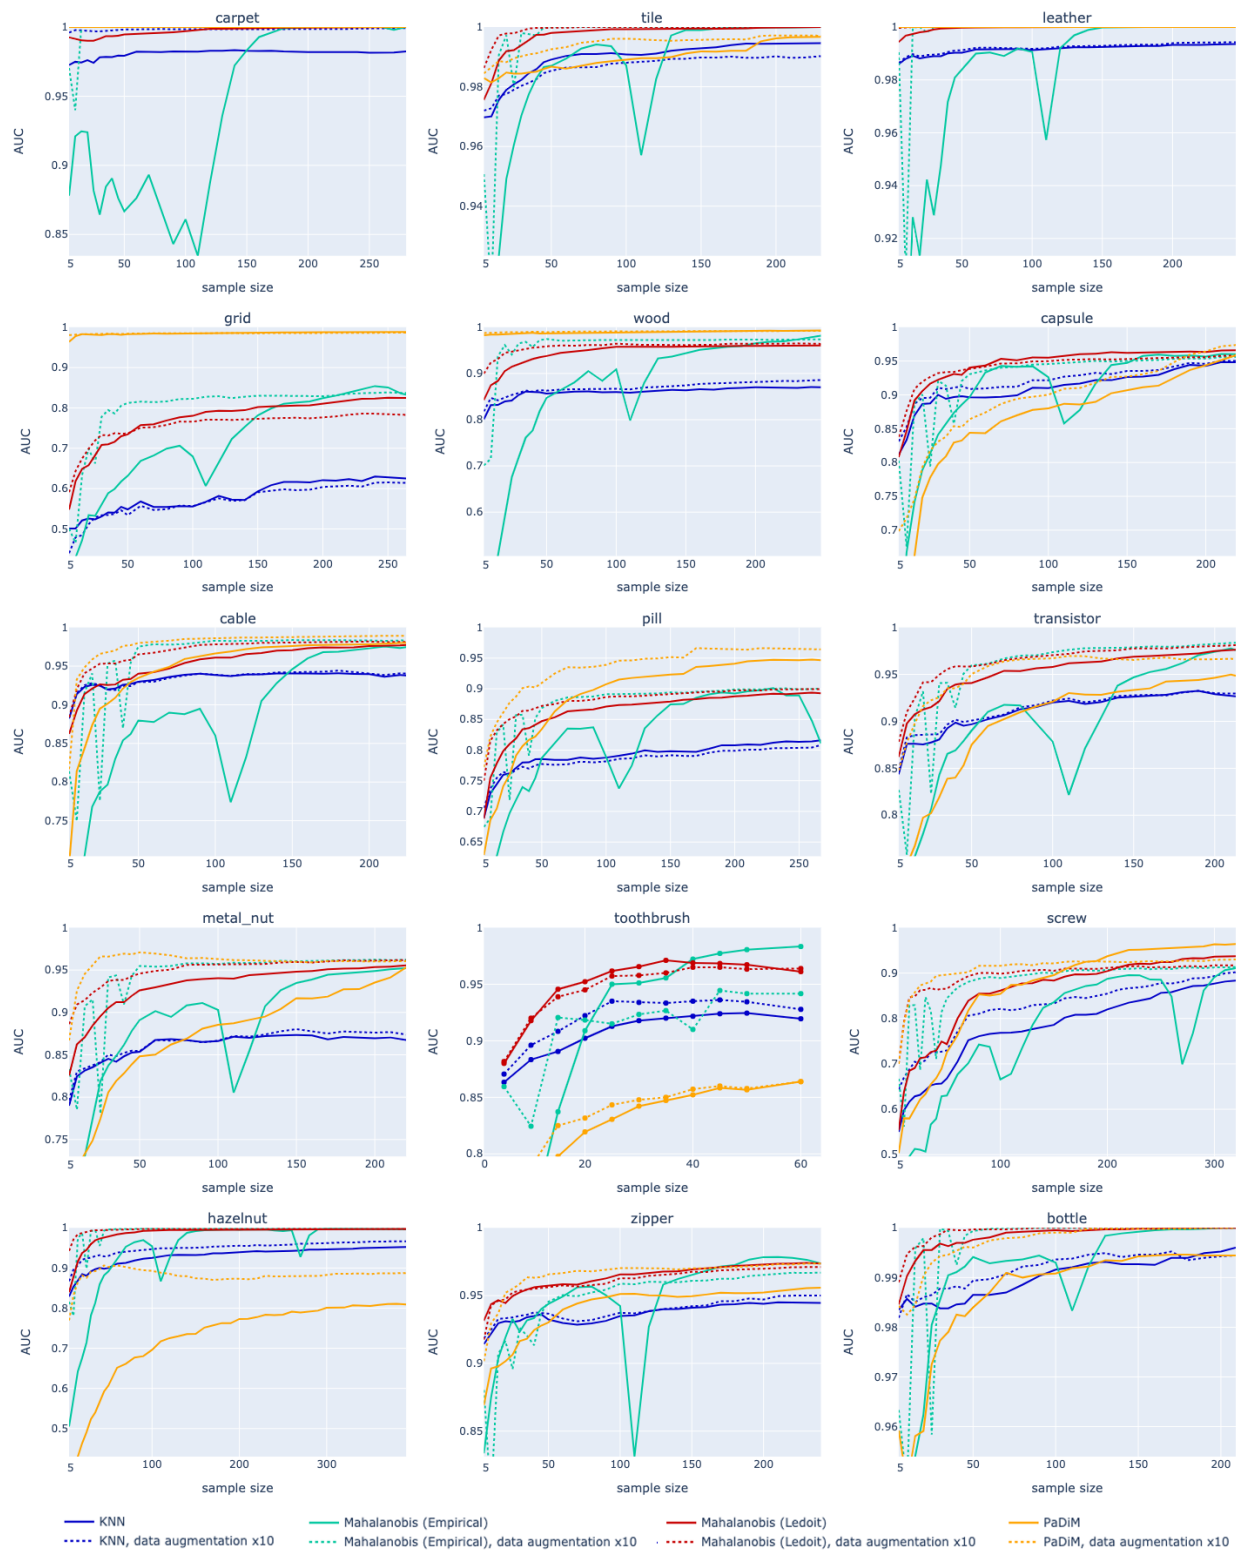 carpet
tile
leather
1
0.95
0.9
0.85
AUC
5
50
100
150
200
250
sample size
1
0.98
0.96
0.94
AUC
5
50
100
150
200
sample size
1
0.98
0.96
0.94
0.92
AUC
5
50
100
150
200
sample size
grid
wood
capsule
1
0.9
0.8
0.7
0.6
0.5
AUC
5
50
100
150
200
250
sample size
1
0.9
0.8
0.7
0.6
AUC
5
50
100
150
200
sample size
1
0.95
0.9
0.85
0.8
0.75
0.7
AUC
5
50
100
150
200
sample size
cable
pill
transistor
1
0.95
0.9
0.85
0.8
0.75
AUC
5
50
100
150
200
sample size
1
0.95
0.9
0.85
0.8
0.75
0.7
0.65
AUC
5
50
100
150
200
250
sample size
1
0.95
0.9
0.85
0.8
AUC
5
50
100
150
200
sample size
metal_nut
toothbrush
screw
1
0.95
0.9
0.85
0.8
0.75
AUC
5
50
100
150
200
sample size
1
0.95
0.9
0.85
0.8
AUC
0
20
40
60
sample size
1
0.9
0.8
0.7
0.6
0.5
AUC
5
100
200
300
sample size
hazelnut
zipper
bottle
1
0.9
0.8
0.7
0.6
0.5
AUC
5
100
200
300
sample size
1
0.95
0.9
0.85
AUC
5
50
100
150
200
sample size
1
0.99
0.98
0.97
0.96
AUC
5
50
100
150
200
sample size
KNN
Mahalanobis (Empirical)
Mahalanobis (Ledoit)
PaDiM
KNN, data augmentation x10
Mahalanobis (Empirical), data augmentation x10
Mahalanobis (Ledoit), data augmentation x10
PaDiM, data augmentation x10